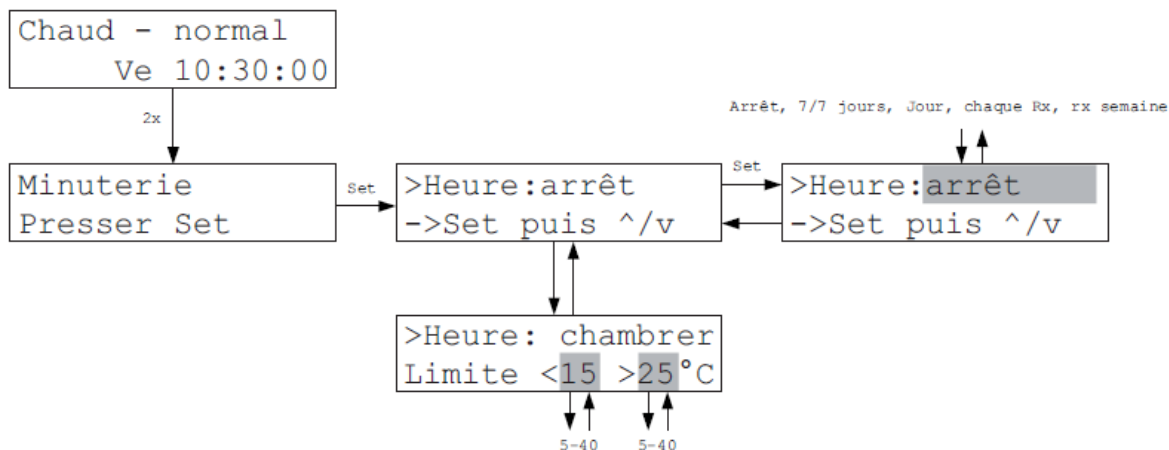 Chaud - normal
Ve 10:30:00
2x
Arrêt, 7/7 jours, Jour, chaque Rx, rx semaine
Minuterie
Presser Set
Set
>Heure:arrêt
->Set puis ^/v
Set
>Heure:arrêt
->Set puis ^/v
>Heure: chambrer
Limite <15 >25°C
5-40
5-40